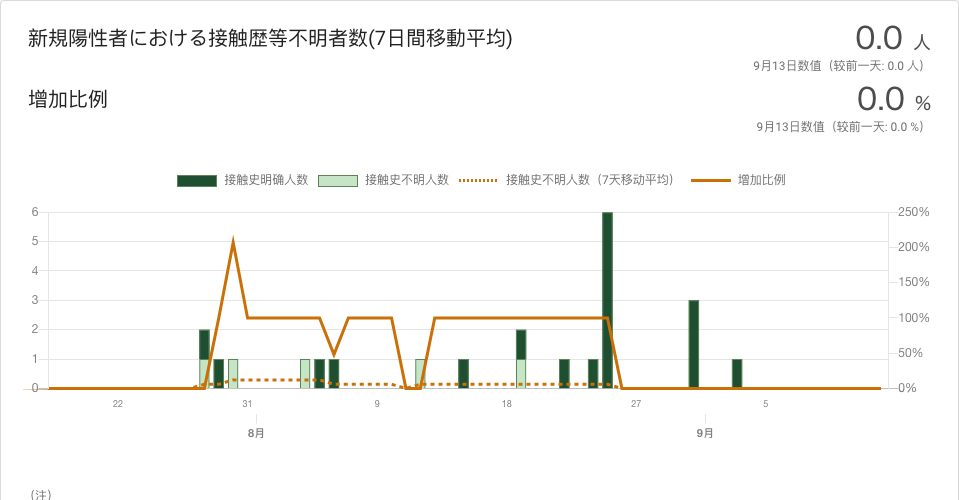 新規陽性者における接触歴等不明者数(7日間移動平均)
0.0 人
9月13日数值（较前一天: 0.0 人）
增加比例
0.0 %
9月13日数值（较前一天: 0.0 %）
接触史明确人数 接触史不明人数 接触史不明人数（7天移动平均） 增加比例
6 250%
5 200%
4 150%
3 100%
2 50%
1 0%
0
22 31 9 18 27 5
8月 9月
（注）